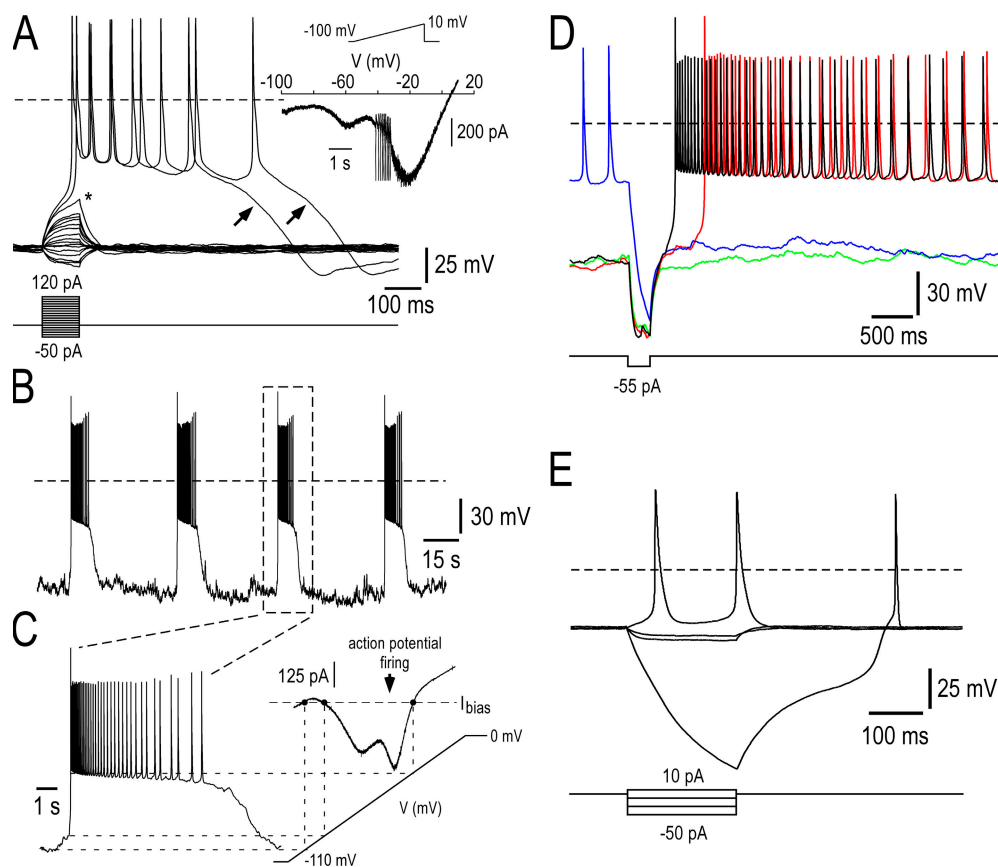 A
-100 mV
10 mV
V (mV)
-100
-60
-20
20
200 pA
1 s
*
25 mV
100 ms
120 pA
-50 pA
B
30 mV
15 s
C
125 pA
action potential
firing
I bias
0 mV
V (mV)
-110 mV
1 s
D
30 mV
500 ms
-55 pA
E
25 mV
100 ms
10 pA
-50 pA